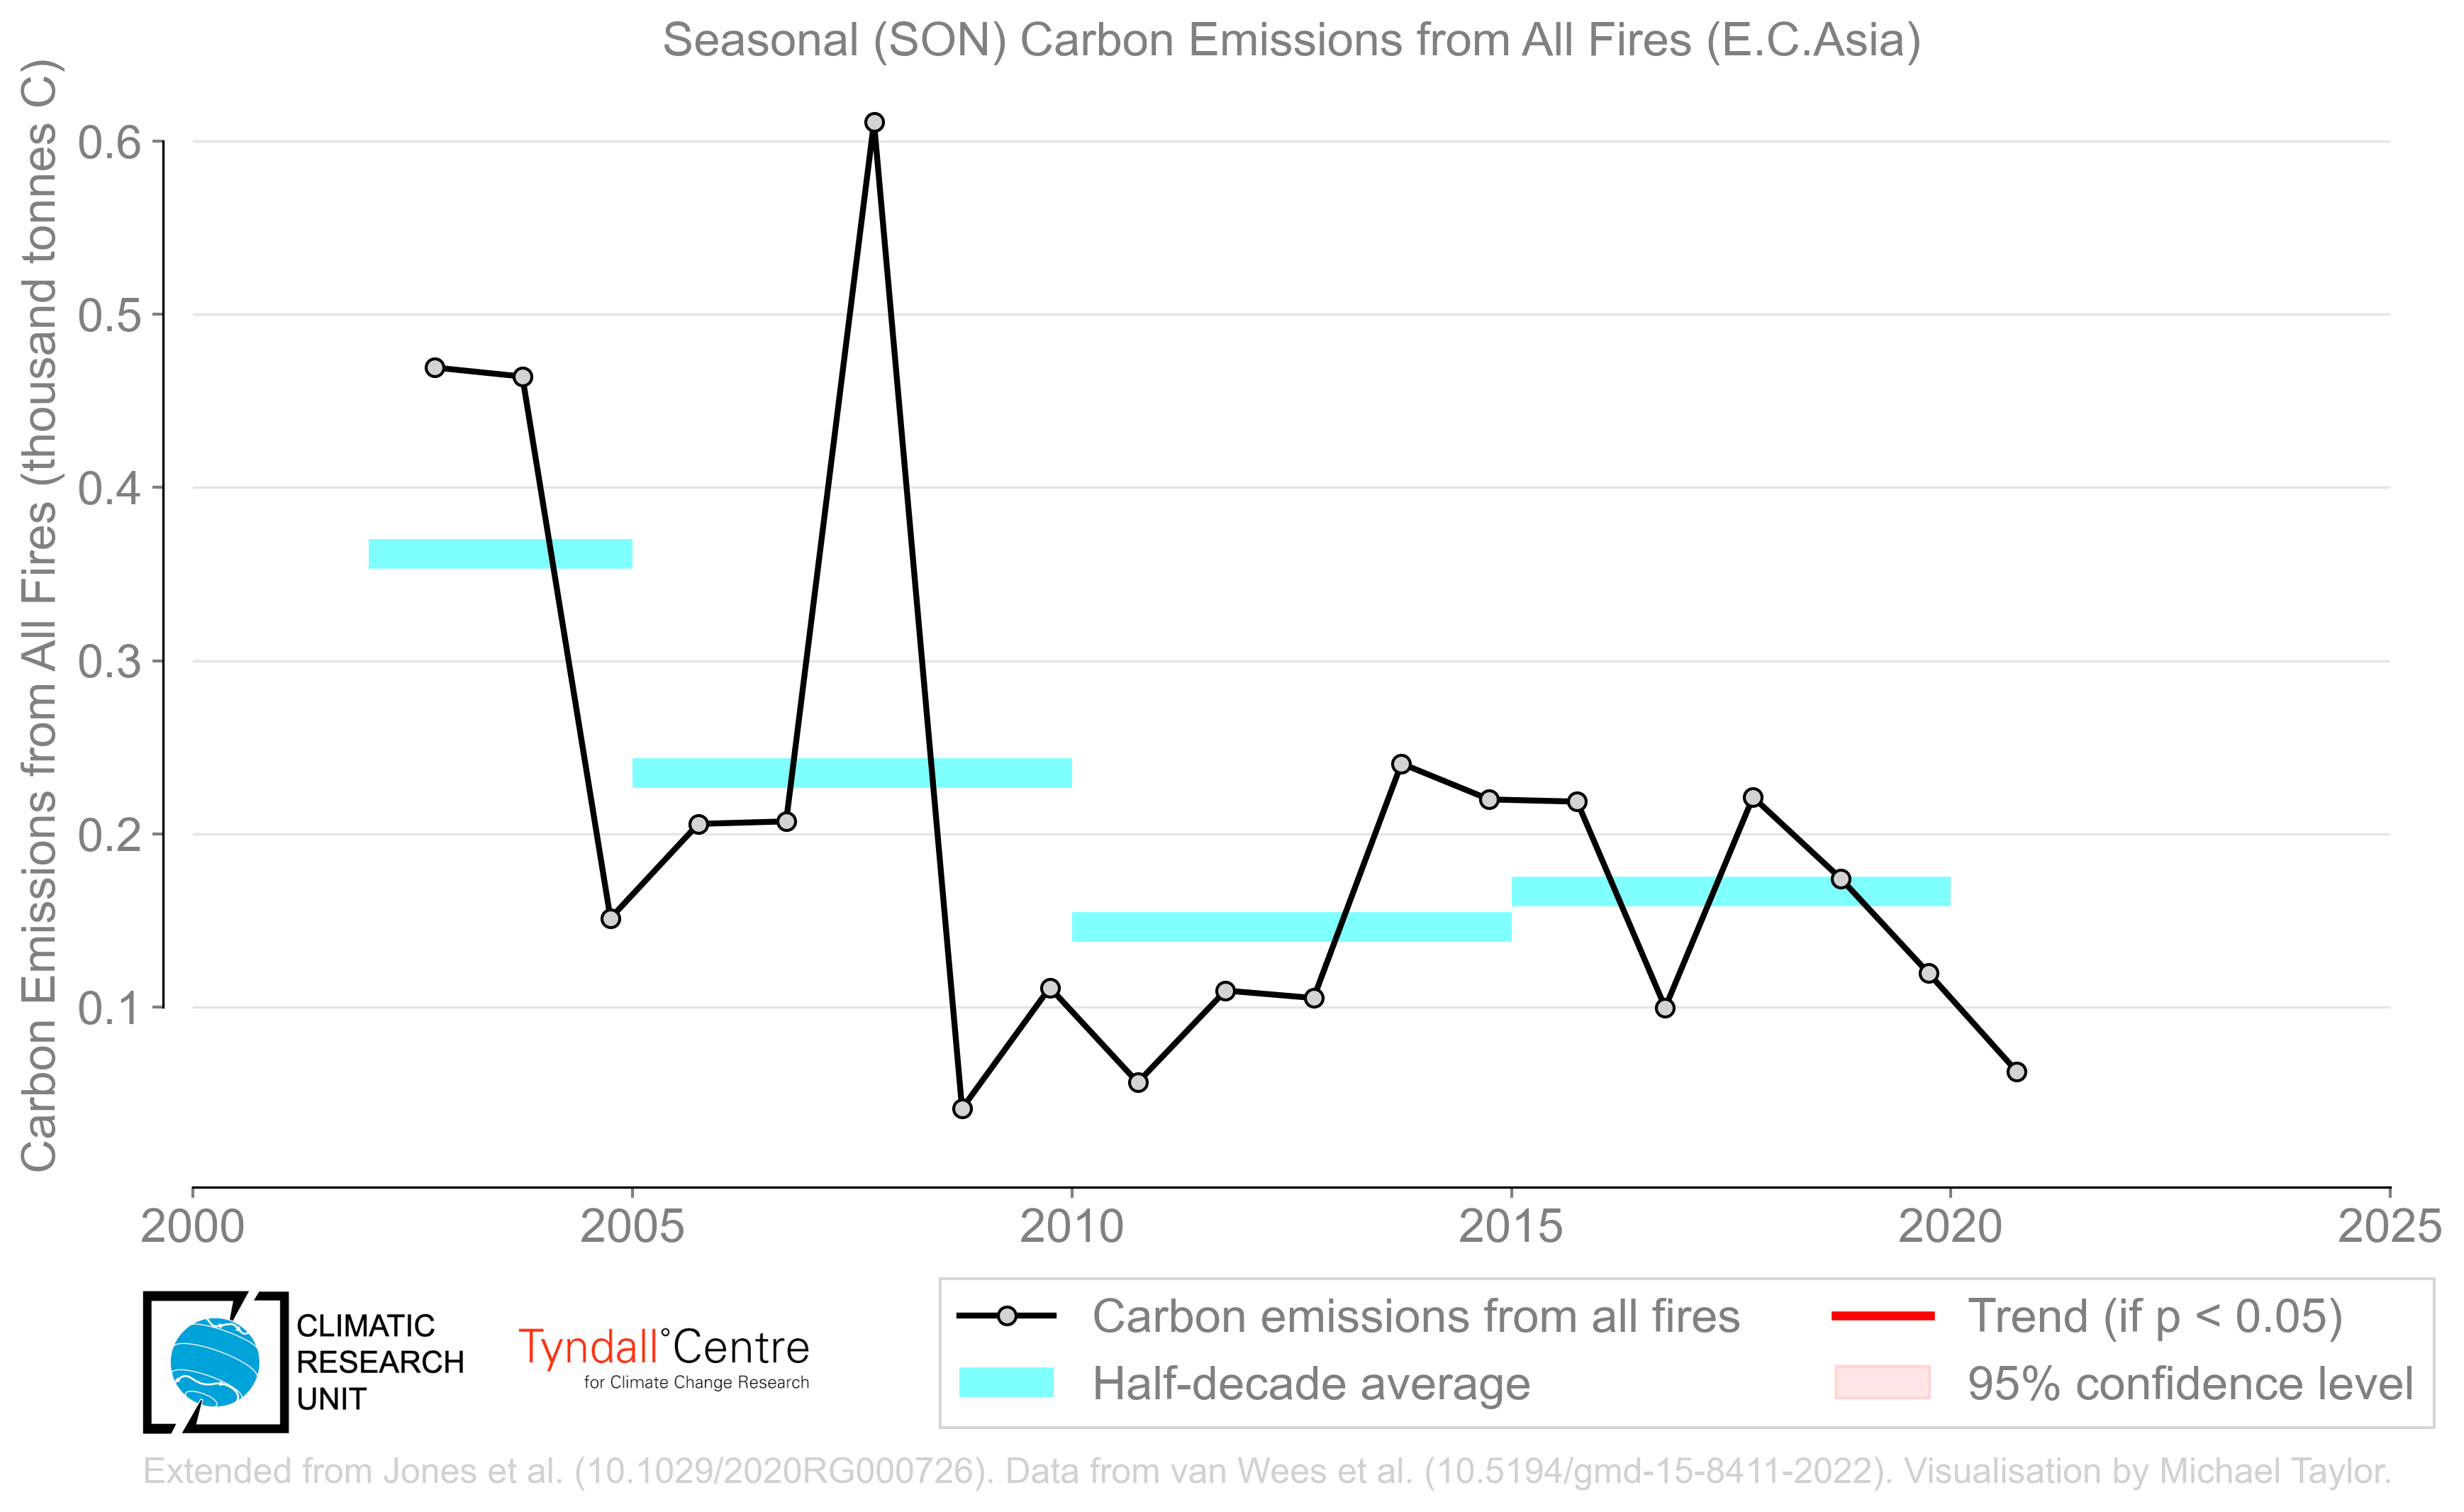 Seasonal (SON) Carbon Emissions from All Fires (E.C.Asia)
Carbon Emissions from All Fires (thousand tonnes C)
0.6
0.5
0.4
0.3
0.2
0.1
2000 2005 2010 2015 2020 2025
CLIMATIC
RESEARCH
UNIT
Tyndall°Centre
for Climate Change Research
Carbon emissions from all fires
Half-decade average
Trend (if p < 0.05)
95% confidence level
Extended from Jones et al. (10.1029/2020RG000726). Data from van Wees et al. (10.5194/gmd-15-8411-2022). Visualisation by Michael Taylor.